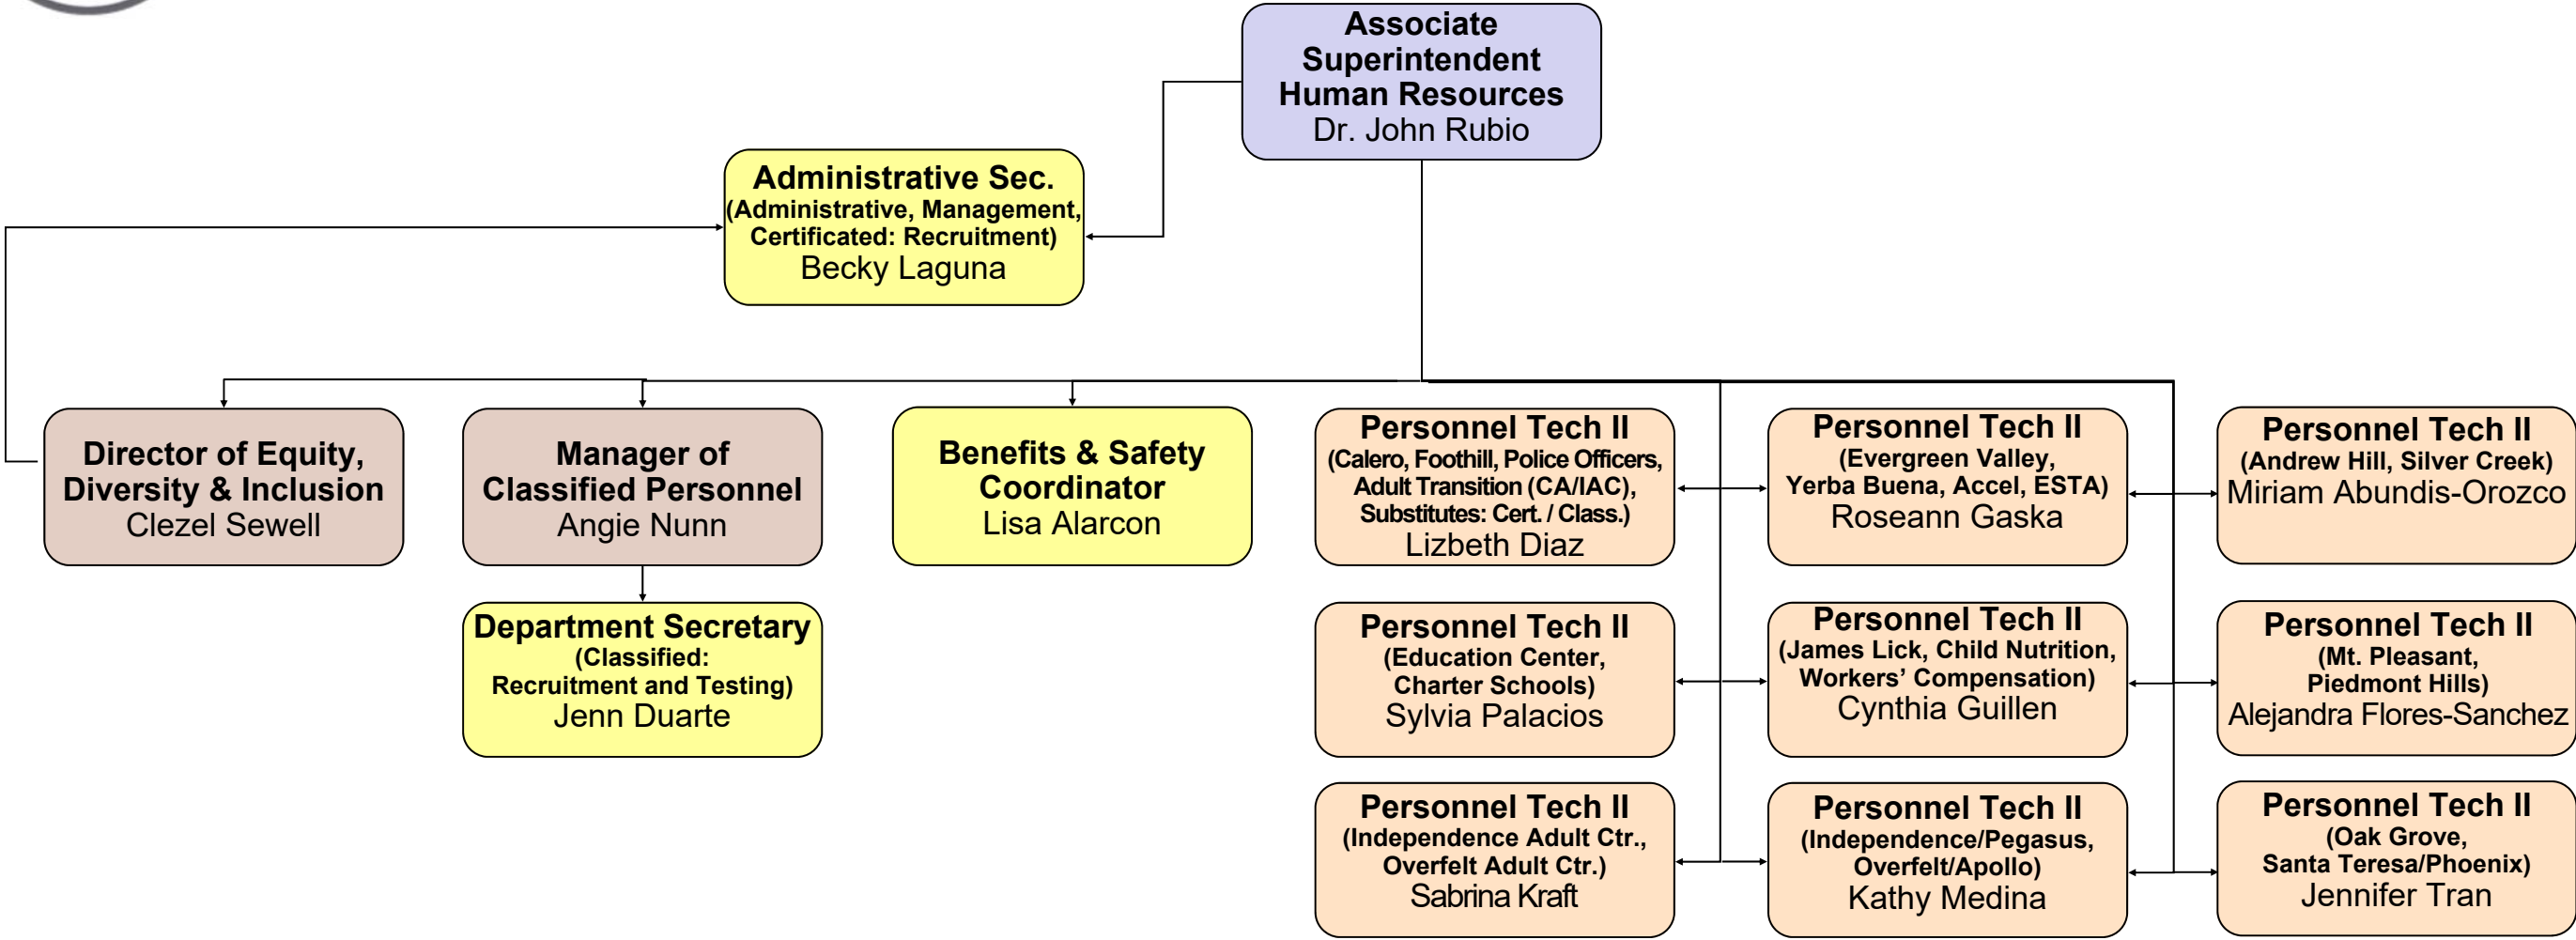 Associate
Superintendent
Human Resources
Dr. John Rubio
Administrative Sec.
(Administrative, Management,
Certificated: Recruitment)
Becky Laguna
Director of Equity,
Diversity & Inclusion
Clezel Sewell
Manager of
Classified Personnel
Angie Nunn
Benefits & Safety
Coordinator
Lisa Alarcon
Personnel Tech II
(Calero, Foothill, Police Officers,
Adult Transition (CA/IAC),
Substitutes: Cert. / Class.)
Lizbeth Diaz
Personnel Tech II
(Evergreen Valley,
Yerba Buena, Accel, ESTA)
Roseann Gaska
Personnel Tech II
(Andrew Hill, Silver Creek)
Miriam Abundis-Orozco
Department Secretary
(Classified:
Recruitment and Testing)
Jenn Duarte
Personnel Tech II
(Education Center,
Charter Schools)
Sylvia Palacios
Personnel Tech II
(James Lick, Child Nutrition,
Workers’ Compensation)
Cynthia Guillen
Personnel Tech II
(Mt. Pleasant,
Piedmont Hills)
Alejandra Flores-Sanchez
Personnel Tech II
(Independence Adult Ctr.,
Overfelt Adult Ctr.)
Sabrina Kraft
Personnel Tech II
(Independence/Pegasus,
Overfelt/Apollo)
Kathy Medina
Personnel Tech II
(Oak Grove,
Santa Teresa/Phoenix)
Jennifer Tran